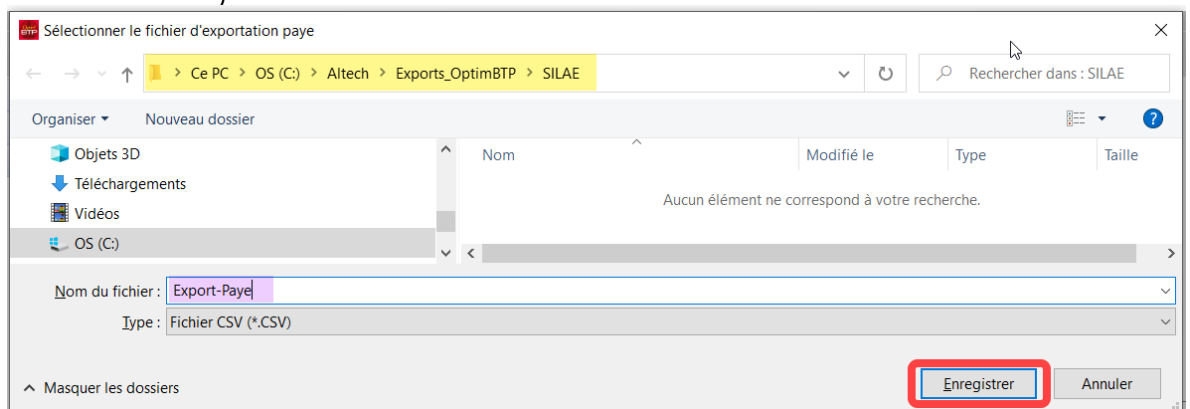 BTP Sélectionner le fichier d'exportation paye
> Ce PC > OS (C:) > Altech > Exports_OptimBTP > SILAE Rechercher dans : SILAE
Organiser Nouveau dossier ?
Objets 3D
Téléchargements
Vidéos
OS (C:)
Nom Modifié le Type Taille
Aucun élément ne correspond à votre recherche.
Nom du fichier : Export-Paye
Type : Fichier CSV (*.CSV)
Masquer les dossiers Enregistrer Annuler